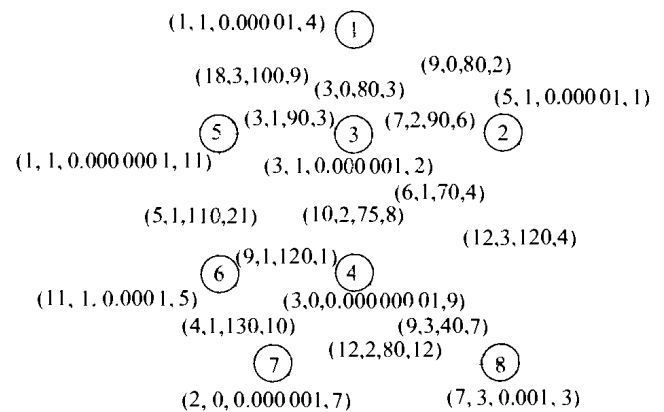 (1, 1, 0.000 01, 4) 1
(9,0,80,2)
(18,3,100,9)
(3,0,80,3)
(5, 1, 0.000 01, 1)
5 (3,1,90,3) 3 (7,2,90,6) 2
(1, 1, 0.000 000 1, 11)
(3, 1, 0.000 001, 2)
(6,1,70,4)
(5,1,110,21)
(10,2,75,8)
(12,3,120,4)
(9,1,120,1)
6
4
(11, 1, 0.000 1, 5)
(3,0,0.000 000 01,9)
(4,1,130,10)
(9,3,40,7)
(12,2,80,12)
7
8
(2, 0, 0.000 001, 7)
(7, 3, 0.001, 3)